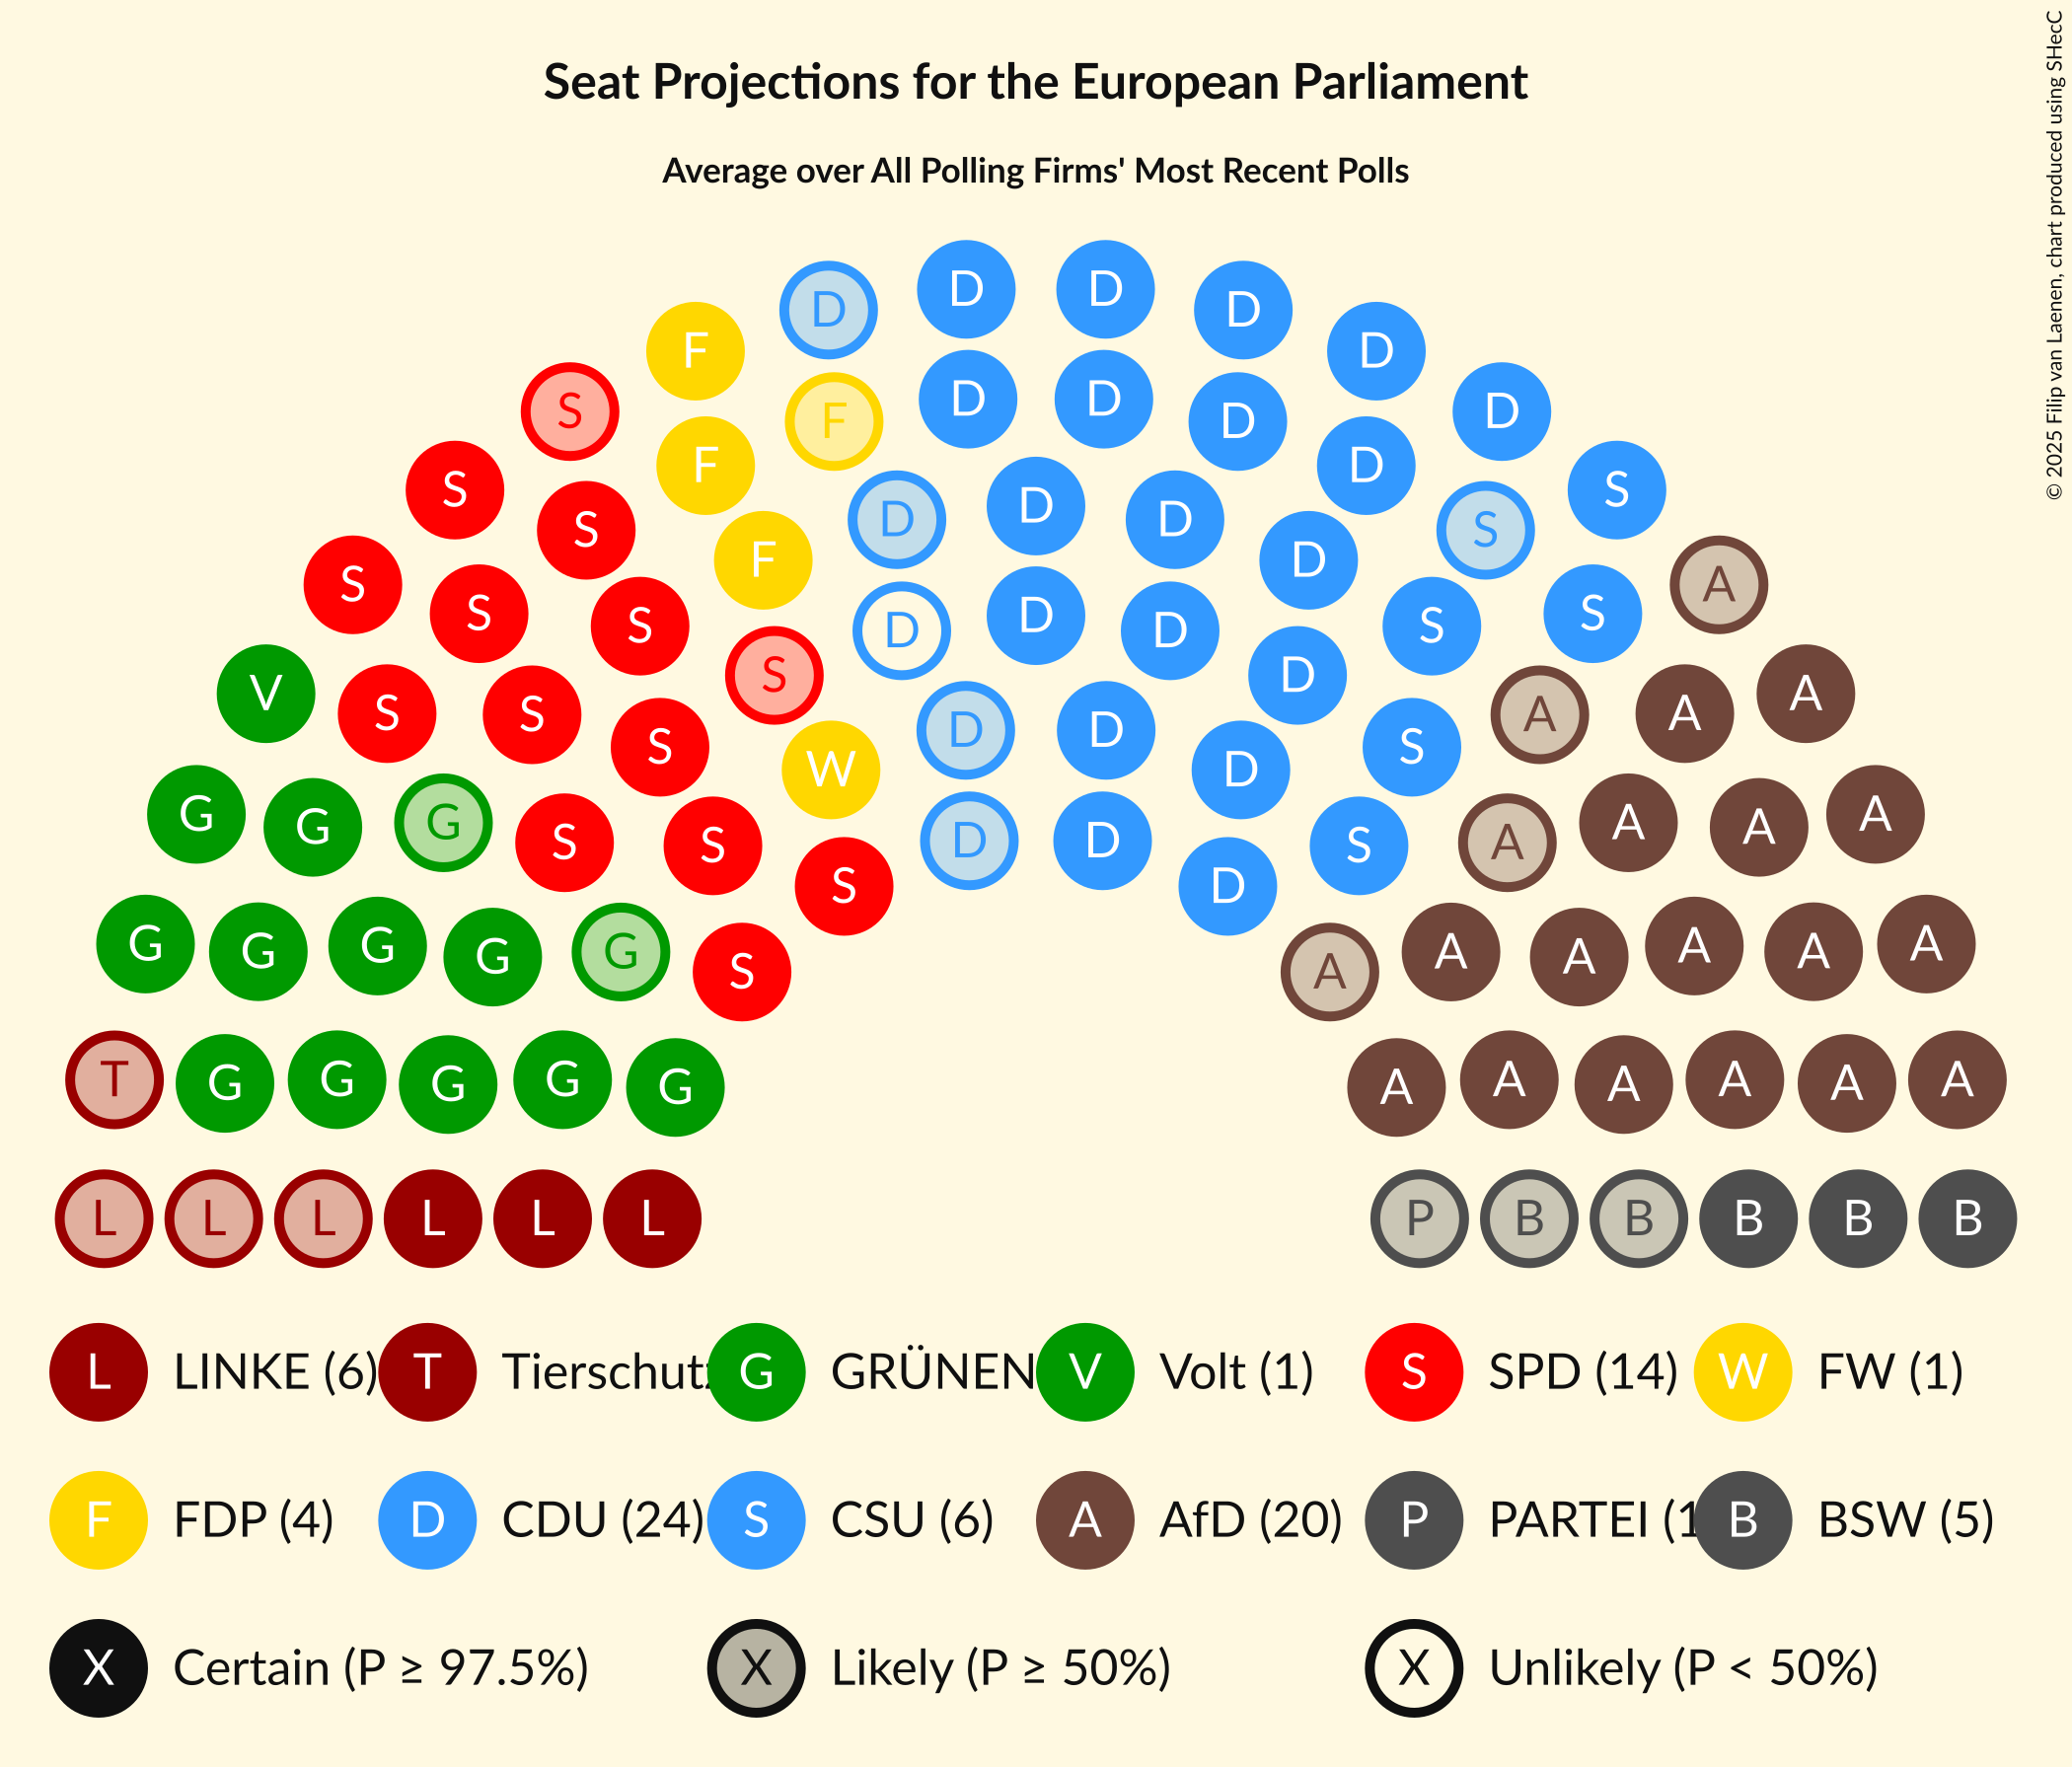 Seat Projections for the European Parliament
Average over All Polling Firms' Most Recent Polls
© 2025 Filip van Laenen, chart produced using SHecC
D D
D D
F D
D D
S D
F D
F D
S S
D
D D
S S
F D
S A
S D S
S D D S
S D
V A
S S A A
D D
S S
W D
G A
G G A A
S D D A
S S
S D
G G G G G A A A A A
S A
T G G G G G A A A A A A
L L L L L L P B B B B B
L LINKE (6) T Tierschutz G GRÜNEN V Volt (1) S SPD (14) W FW (1)
F FDP (4) D CDU (24) S CSU (6) A AfD (20) P PARTEI (1 B BSW (5)
X Certain (P ≥ 97.5%) X Likely (P ≥ 50%) X Unlikely (P < 50%)